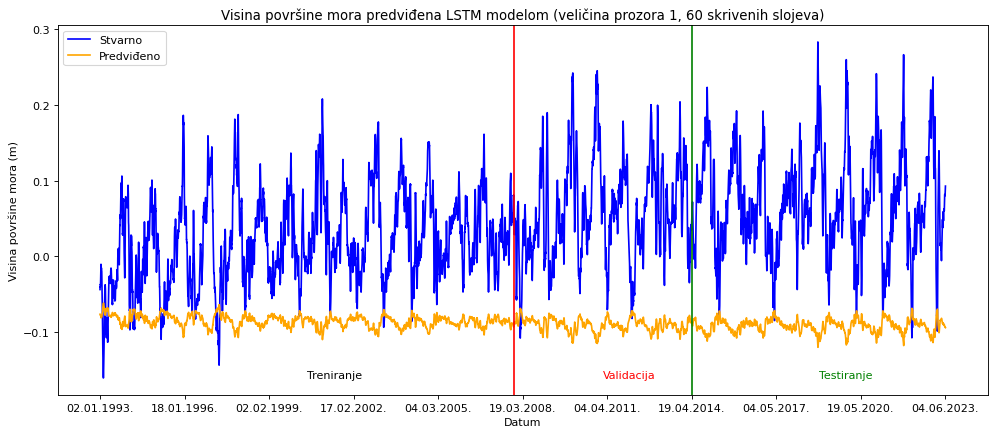 Visina površine mora predviđena LSTM modelom (veličina prozora 1, 60 skrivenih slojeva)
Stvarno
Predviđeno
Visina površine mora (m)
0.3
0.2
0.1
0.0
−0.1
Treniranje
Validacija
Testiranje
02.01.1993.
18.01.1996.
02.02.1999.
17.02.2002.
04.03.2005.
19.03.2008.
04.04.2011.
19.04.2014.
04.05.2017.
19.05.2020.
04.06.2023.
Datum